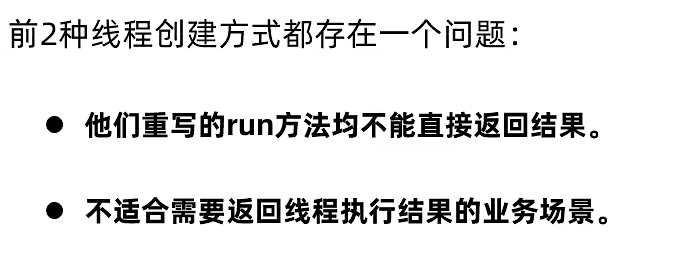 前2种线程创建方式都存在一个问题：
● 他们重写的run方法均不能直接返回结果。
● 不适合需要返回线程执行结果的业务场景。